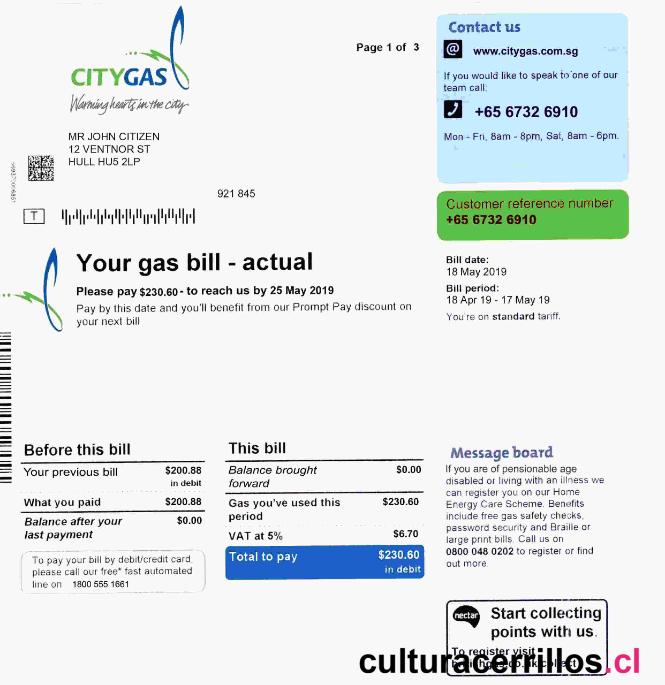 CITYGAS
Warming hearts in the city
Page 1 of 3
Contact us
@ www.citygas.com.sg
If you would like to speak to one of our
team call:
+65 6732 6910
Mon - Fri, 8am - 8pm, Sat, 8am - 6pm.
MR JOHN CITIZEN
12 VENTNOR ST
HULL HU5 2LP
921 845
T
Customer reference number
+65 6732 6910
Your gas bill - actual
Please pay $230.60 - to reach us by 25 May 2019
Pay by this date and you'll benefit from our Prompt Pay discount on
your next bill
Bill date:
18 May 2019
Bill period:
18 Apr 19 - 17 May 19
You're on standard tariff.
Before this bill
Your previous bill $200.88
in debit
What you paid $200.88
Balance after your $0.00
last payment
To pay your bill by debit/credit card
please call our free* fast automated
line on 1800 555 1661
This bill
Balance brought $0.00
forward
Gas you've used this $230.60
period
VAT at 5% $6.70
Total to pay $230.60
in debit
Message board
If you are of pensionable age
disabled or living with an illness we
can register you on our Home
Energy Care Scheme. Benefits
include free gas safety checks,
password security and Braille or
large print bills. Call us on
0800 048 0202 to register or find
out more
nectar
Start collecting
points with us.
To register visit
culturacerrillos.cl